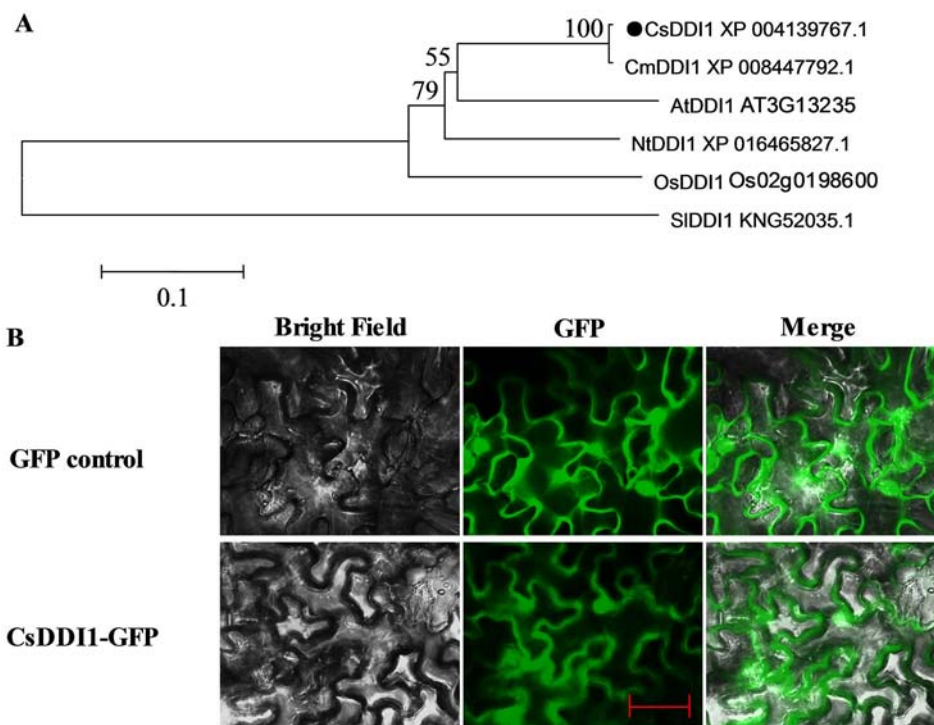 A
100
●CsDDI1 XP 004139767.1
CmDDI1 XP 008447792.1
55
AtDDI1 AT3G13235
79
NtDDI1 XP 016465827.1
OsDDI1 Os02g0198600
SlDDI1 KNG52035.1
0.1
B
Bright Field GFP Merge
GFP control
CsDDI1-GFP